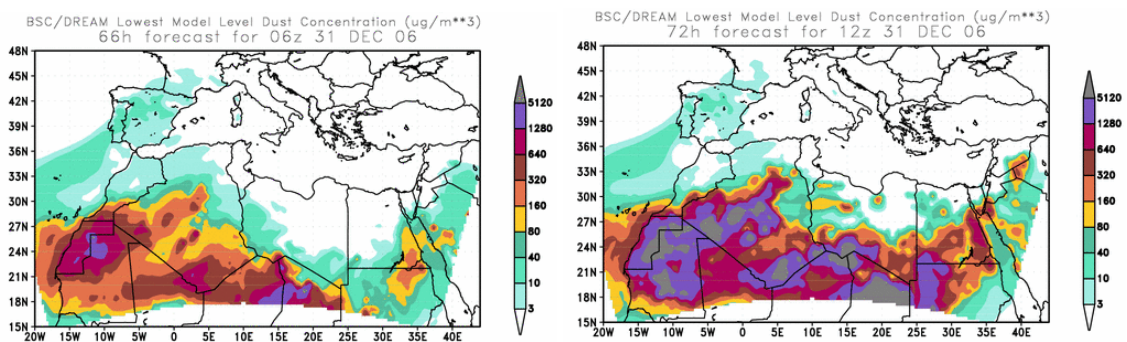 BSC/DREAM Lowest Model Level Dust Concentration (ug/m**3)
66h forecast for 06z 31 DEC 06
48N
45N
42N
39N
36N
33N
30N
27N
24N
21N
18N
15N
20W 15W 10W 5W 0 5E 10E 15E 20E 25E 30E 35E 40E
5120
1280
640
320
160
80
40
10
3
BSC/DREAM Lowest Model Level Dust Concentration (ug/m**3)
72h forecast for 12z 31 DEC 06
48N
45N
42N
39N
36N
33N
30N
27N
24N
21N
18N
15N
20W 15W 10W 5W 0 5E 10E 15E 20E 25E 30E 35E 40E
5120
1280
640
320
160
80
40
10
3